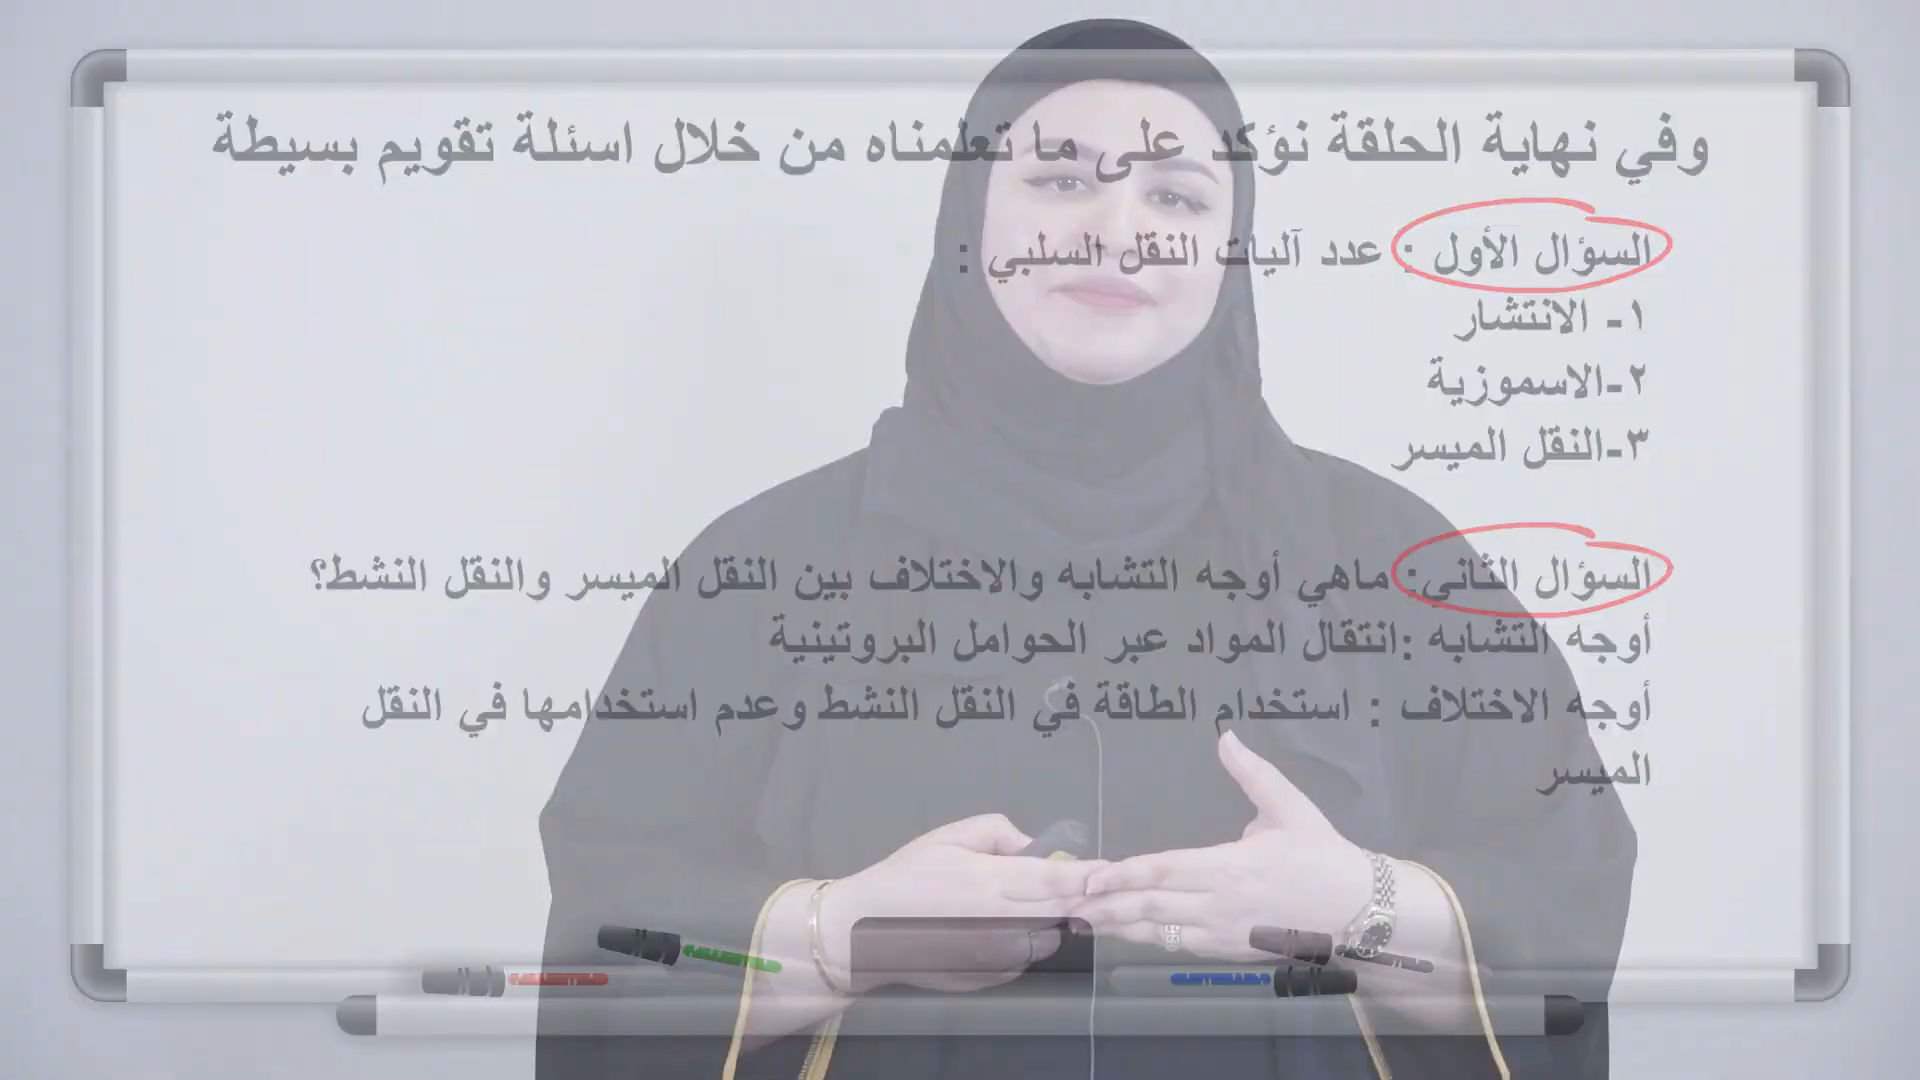 وفي نهاية الحلقة نؤكد على ما تعلمناه من خلال اسئلة تقويم بسيطة
السؤال الأول : عدد آليات النقل السلبي :
١- الانتشار
٢-الاسموزية
٣-النقل الميسر
السؤال الثاني: ماهي أوجه التشابه والاختلاف بين النقل الميسر والنقل النشط؟
أوجه التشابه :انتقال المواد عبر الحوامل البروتينية
أوجه الاختلاف : استخدام الطاقة في النقل النشط وعدم استخدامها في النقل
الميسر